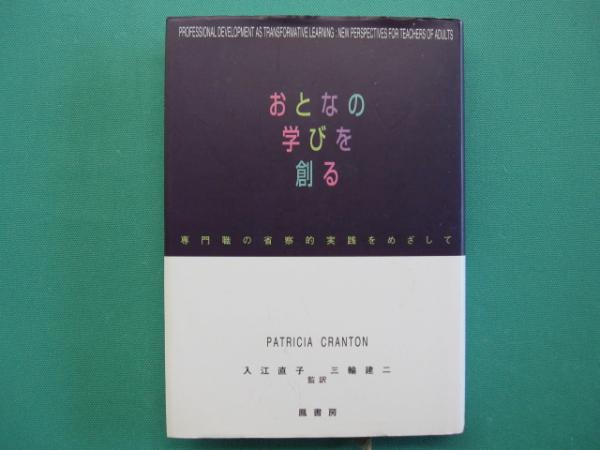 PROFESSIONAL DEVELOPMENT AS TRANSFORMATIVE LEARNING : NEW PERSPECTIVES FOR TEACHERS OF ADULTS
おとなの
学びを
創る
専門職の省察的実践をめざして
PATRICIA CRANTON
入江直子 三輪建二
監訳
鳳書房